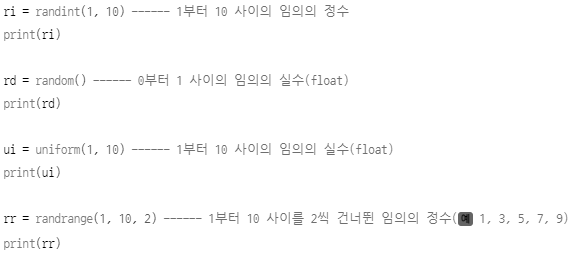 ri = randint(1, 10) ------ 1부터 10 사이의 임의의 정수
print(ri)
rd = random() ------ 0부터 1 사이의 임의의 실수(float)
print(rd)
ui = uniform(1, 10) ------ 1부터 10 사이의 임의의 실수(float)
print(ui)
rr = randrange(1, 10, 2) ------ 1부터 10 사이를 2씩 건너뛴 임의의 정수(예 1, 3, 5, 7, 9)
print(rr)